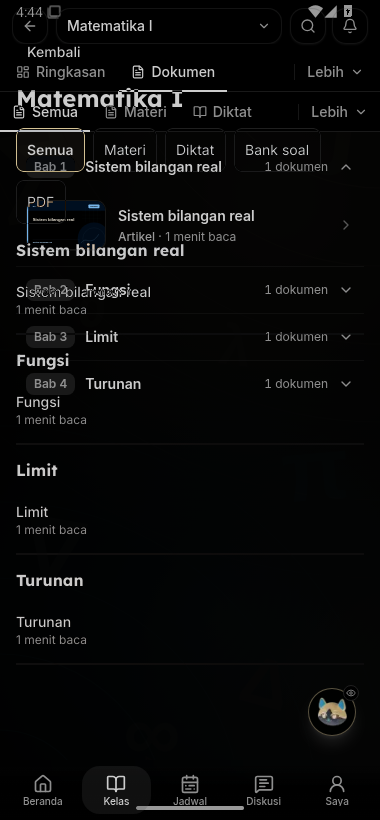 4:44
Matematika I
Kembali
Ringkasan
Dokumen
Lebih
Matematika I
Semua
Materi
Diktat
Lebih
Semua
Materi
Diktat
Bank soal
Bab 1
Sistem bilangan real
1 dokumen
PDF
Sistem bilangan real
Artikel · 1 menit baca
Sistem bilangan real
Bab 2
Fungsi
1 dokumen
Sistem bilangan real
1 menit baca
Bab 3
Limit
1 dokumen
Fungsi
Bab 4
Turunan
1 dokumen
Fungsi
1 menit baca
Limit
Limit
1 menit baca
Turunan
Turunan
1 menit baca
Beranda
Kelas
Jadwal
Diskusi
Saya